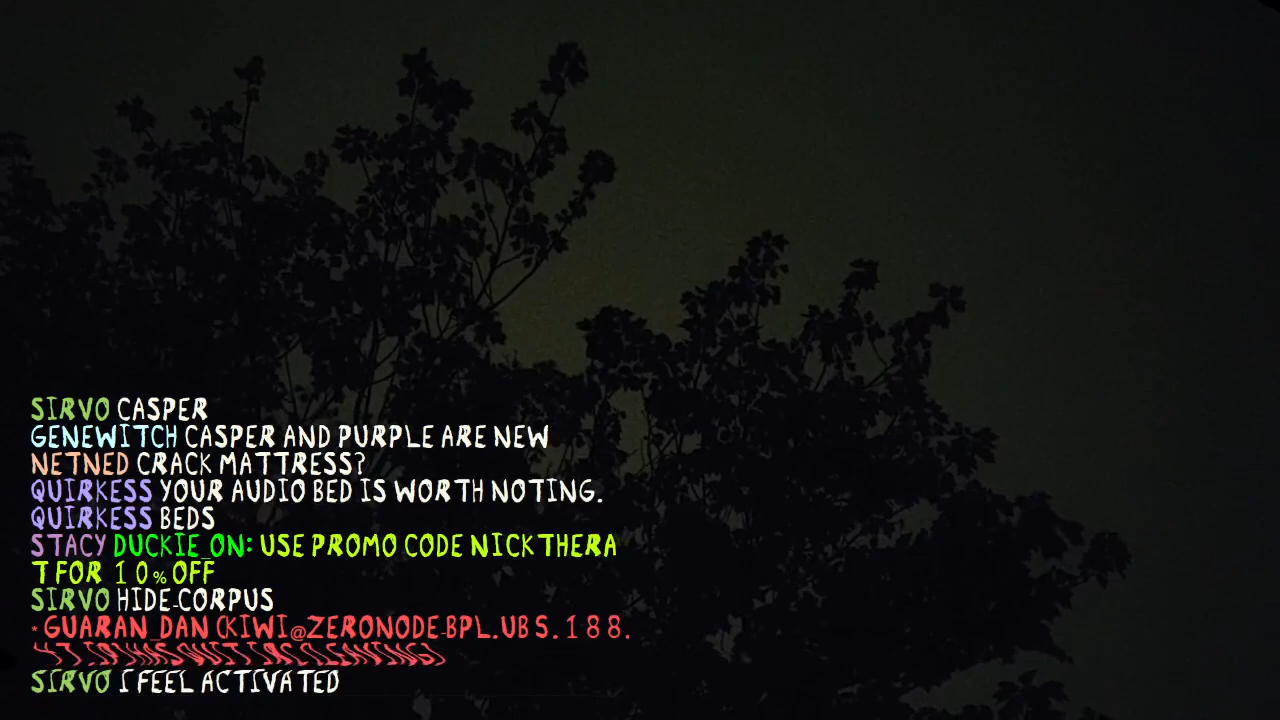 SIRVO CASPER
GENEWITCH CASPER AND PURPLE ARE NEW
NETNED CRACK MATTRESS?
QUIRKESS YOUR AUDIO BED IS WORTH NOTING.
QUIRKESS BEDS
STACY DUCKIE_ON: USE PROMO CODE NICKTHERA
T FOR 10% OFF
SIRVO HIDE-CORPUS
* GUARAN_DAN (KIWI@ZERONODE-BPL.UBS.188.
SIRVO I FEEL ACTIVATED